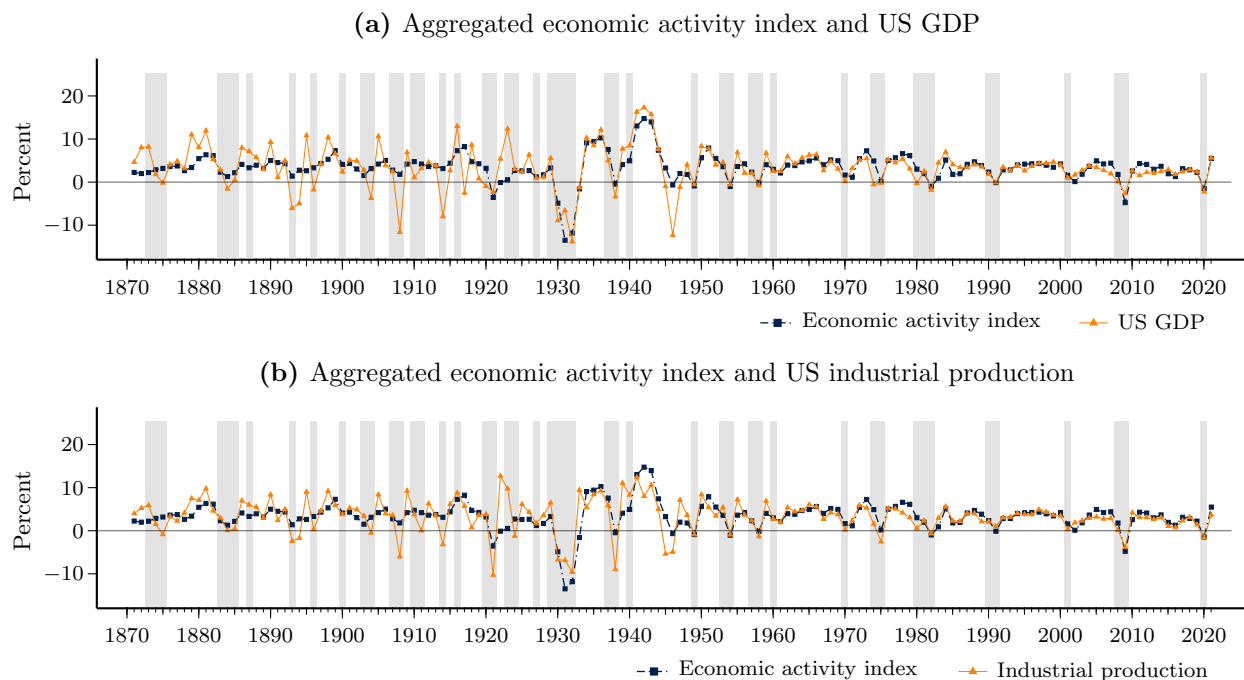 (a) Aggregated economic activity index and US GDP
Percent
20
10
0
−10
1870 1880 1890 1900 1910 1920 1930 1940 1950 1960 1970 1980 1990 2000 2010 2020
Economic activity index US GDP
(b) Aggregated economic activity index and US industrial production
Percent
20
10
0
−10
1870 1880 1890 1900 1910 1920 1930 1940 1950 1960 1970 1980 1990 2000 2010 2020
Economic activity index Industrial production